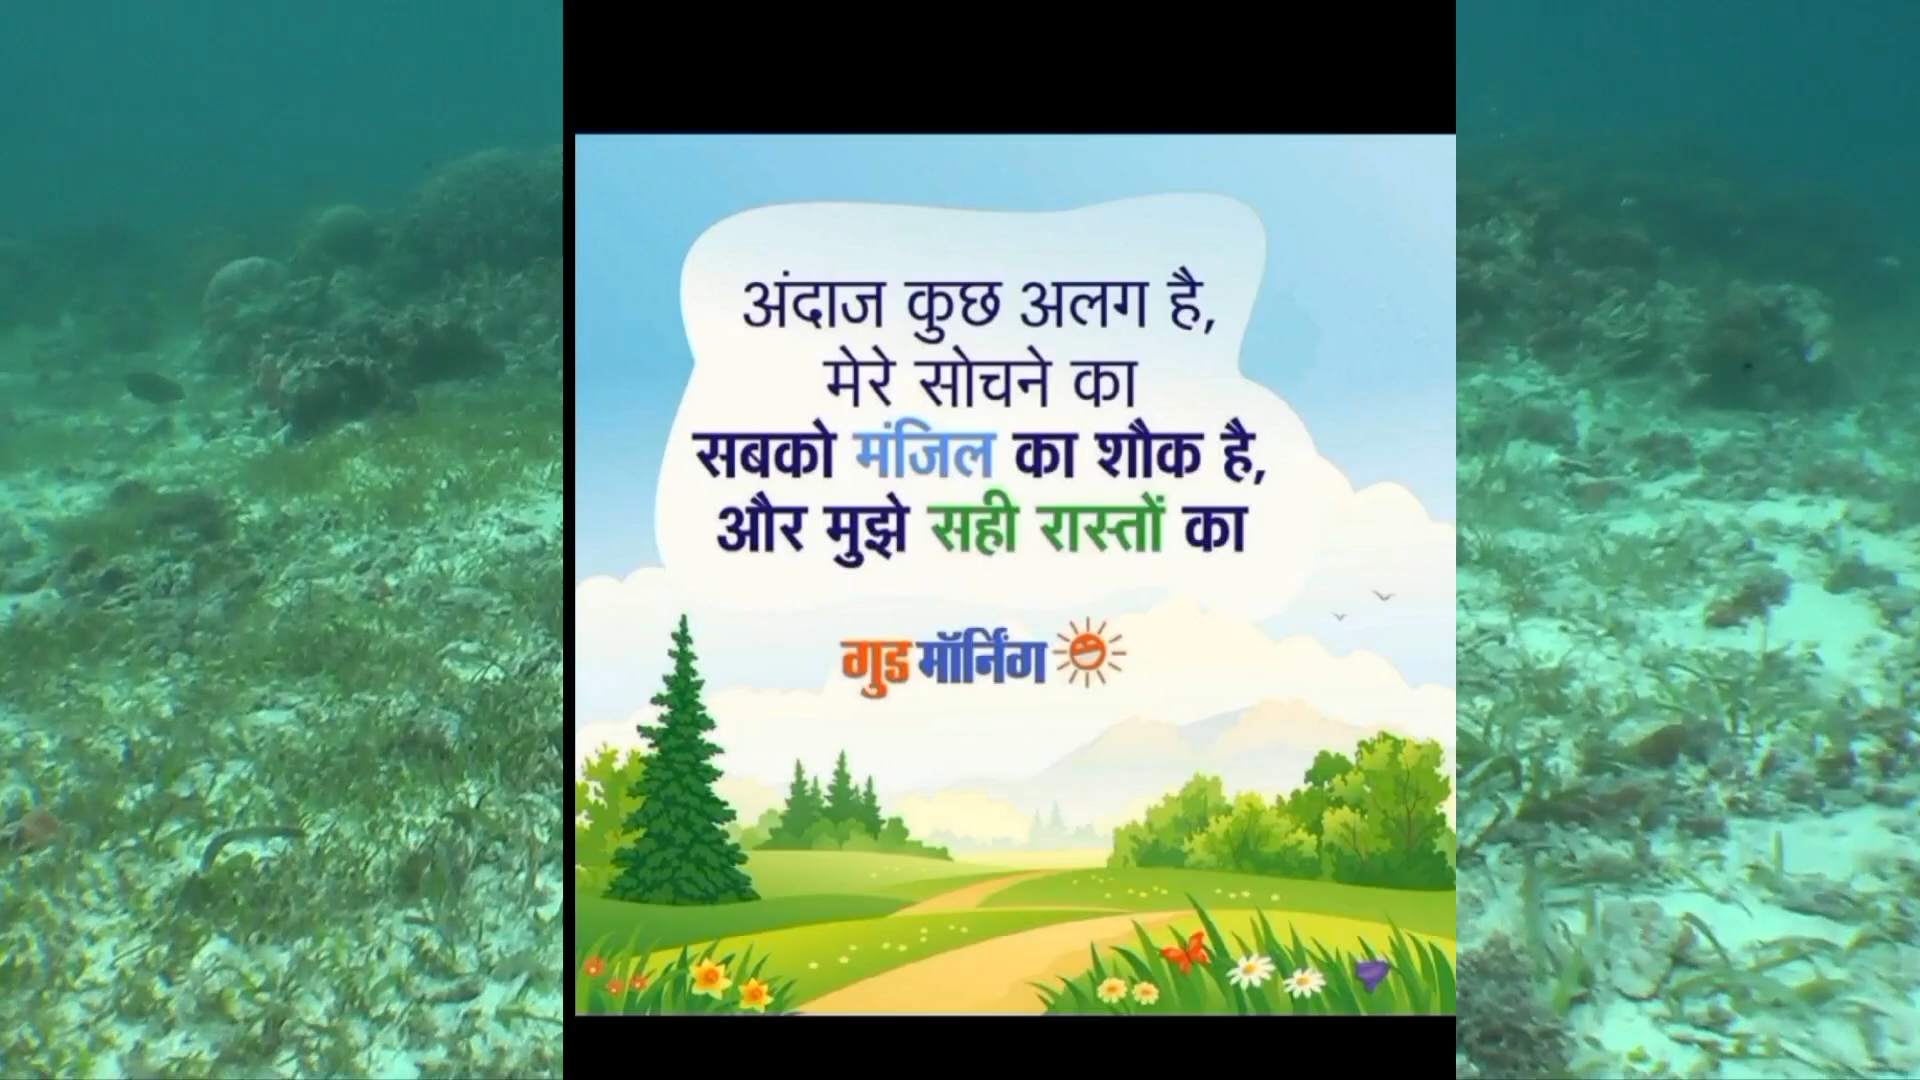 अंदाज कुछ अलग है,
मेरे सोचने का
सबको मंजिल का शौक है,
और मुझे सही रास्तों का
गुड मॉर्निंग